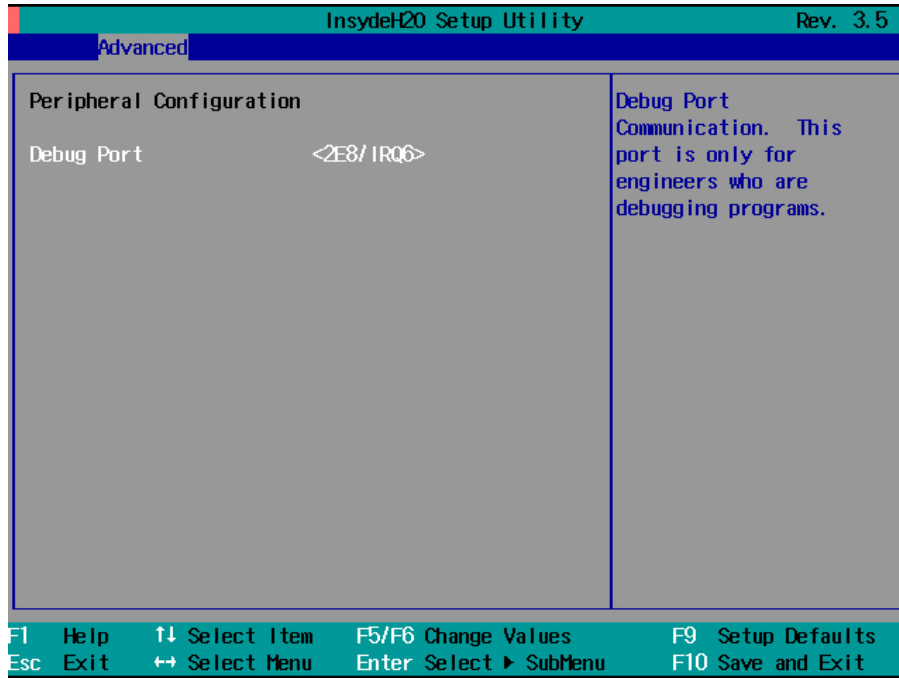 InsydeH2O Setup Utility Rev. 3.5
Advanced
Peripheral Configuration
Debug Port <2E8/IRQ6>
Debug Port
Communication. This
port is only for
engineers who are
debugging programs.
F1 Help ↑↓ Select Item F5/F6 Change Values F9 Setup Defaults
Esc Exit ↔ Select Menu Enter Select ▶ SubMenu F10 Save and Exit